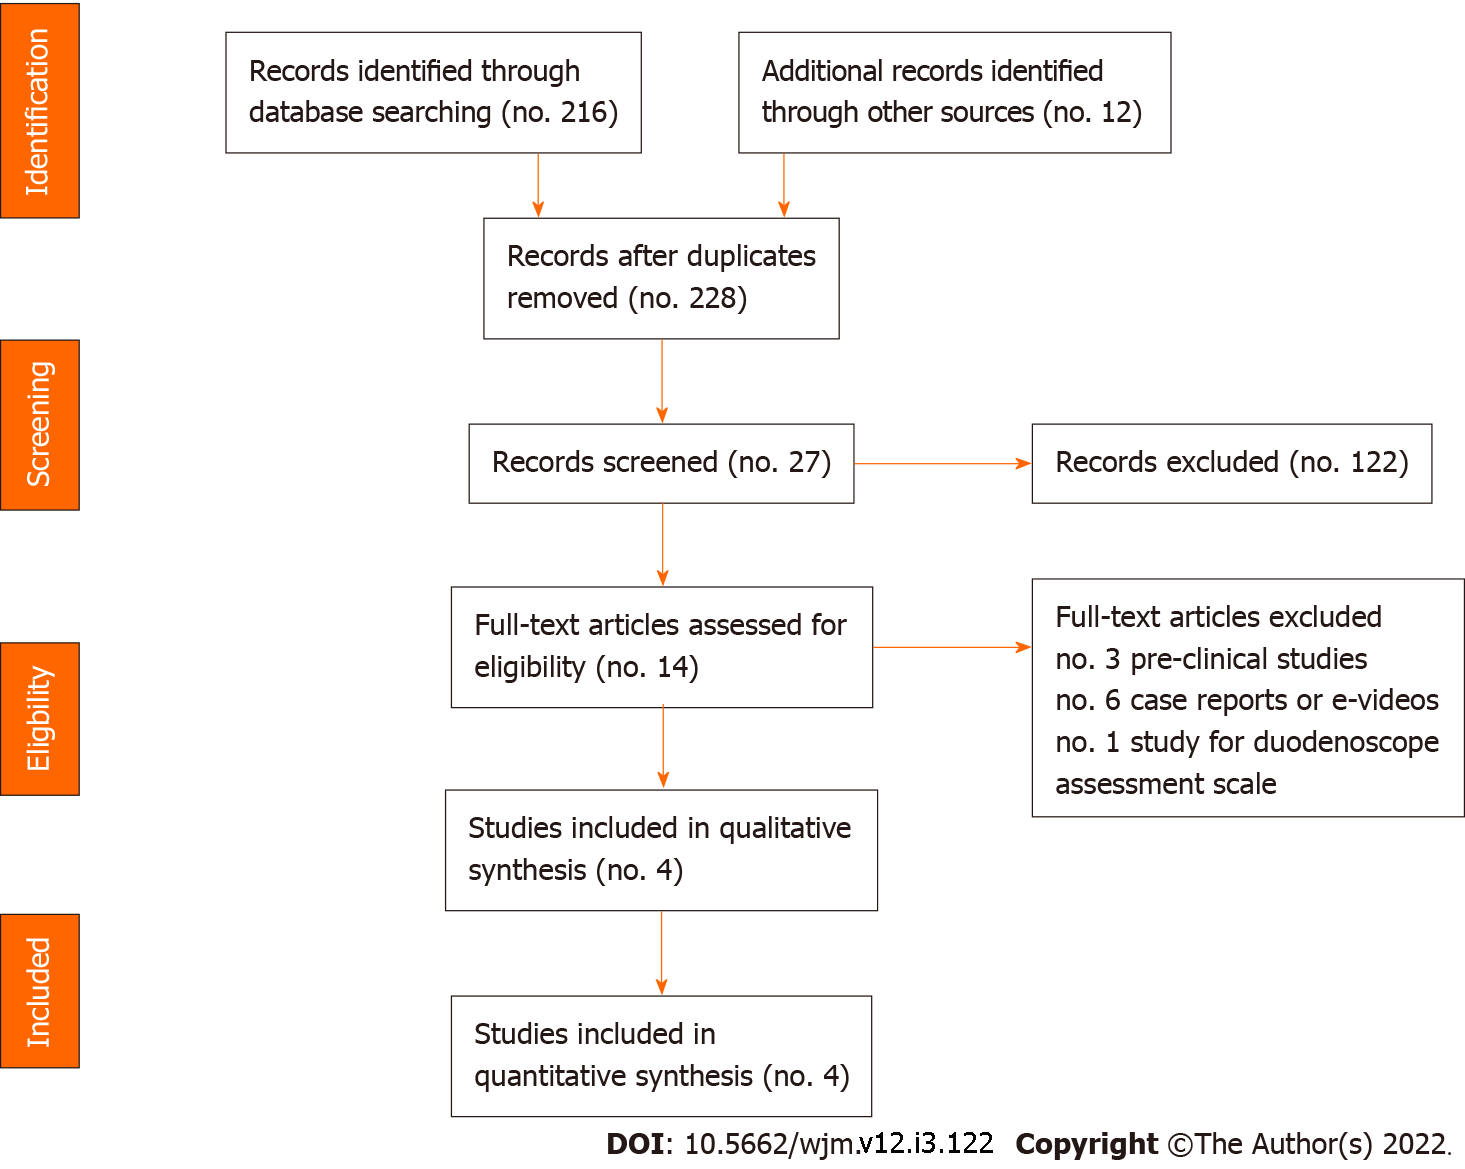 Identification
Records identified through
database searching (no. 216)
Additional records identified
through other sources (no. 12)
Records after duplicates
removed (no. 228)
Screening
Records screened (no. 27)
Records excluded (no. 122)
Eligbility
Full-text articles assessed for
eligibility (no. 14)
Full-text articles excluded
no. 3 pre-clinical studies
no. 6 case reports or e-videos
no. 1 study for duodenoscope
assessment scale
Studies included in qualitative
synthesis (no. 4)
Included
Studies included in
quantitative synthesis (no. 4)
DOI: 10.5662/wjm.v12.i3.122 Copyright ©The Author(s) 2022.